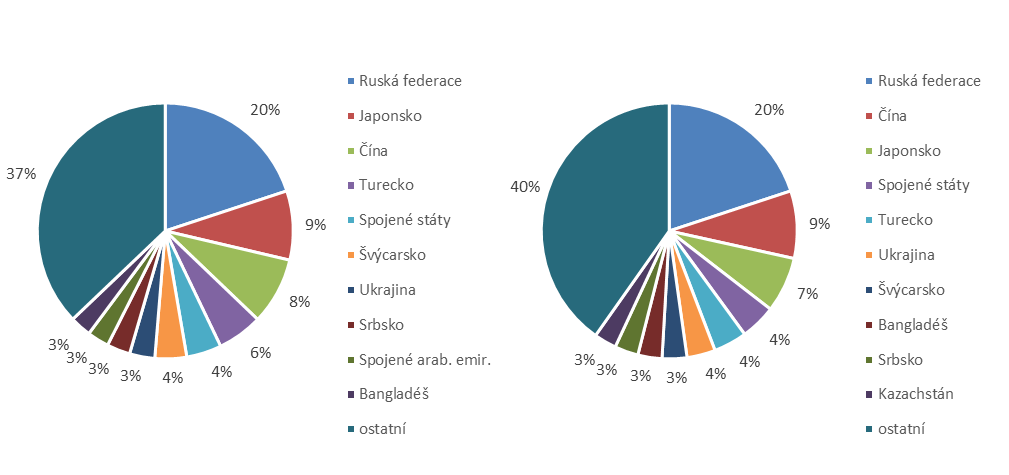 20%
9%
8%
6%
4%
4%
3%
3%
3%
3%
37%
Ruská federace
Japonsko
Čína
Turecko
Spojené státy
Švýcarsko
Ukrajina
Srbsko
Spojené arab. emir.
Bangladéš
ostatní
20%
9%
7%
4%
4%
4%
3%
3%
3%
3%
40%
Ruská federace
Čína
Japonsko
Spojené státy
Turecko
Ukrajina
Švýcarsko
Bangladéš
Srbsko
Kazachstán
ostatní